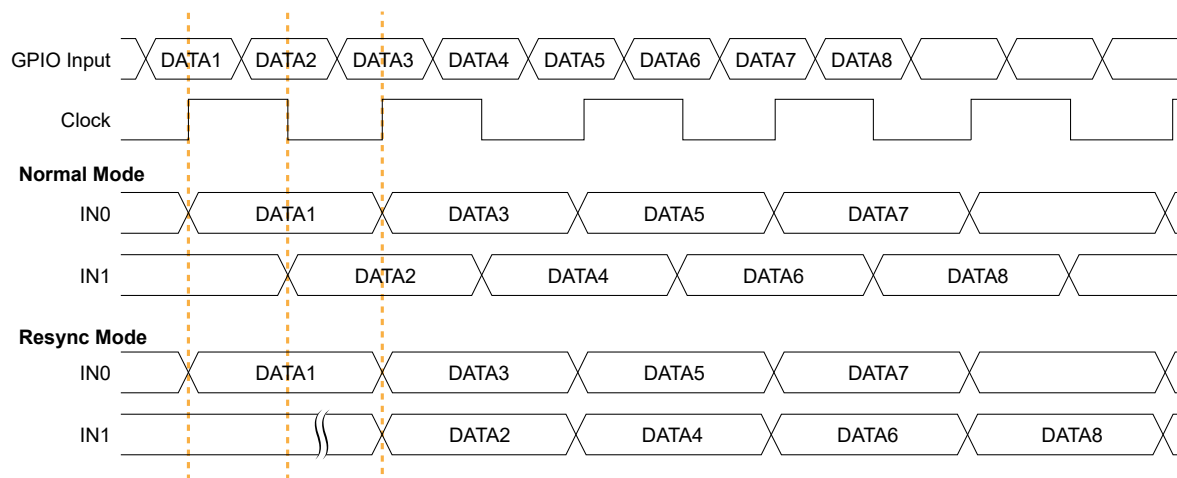 GPIO Input DATA1 DATA2 DATA3 DATA4 DATA5 DATA6 DATA7 DATA8
Clock
Normal Mode
IN0 DATA1 DATA3 DATA5 DATA7
IN1 DATA2 DATA4 DATA6 DATA8
Resync Mode
IN0 DATA1 DATA3 DATA5 DATA7
IN1 DATA2 DATA4 DATA6 DATA8